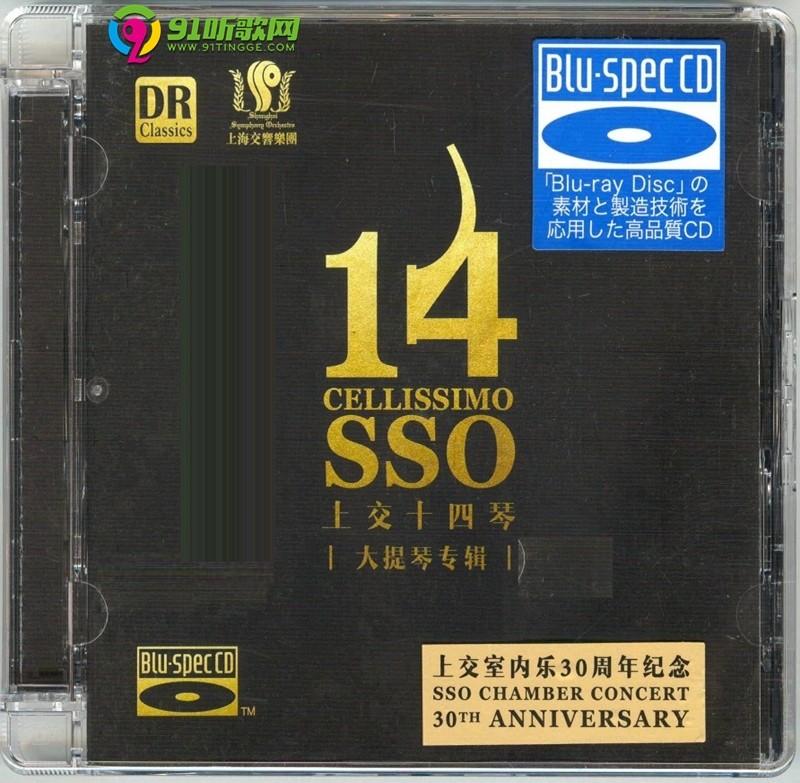 91听歌网
WWW.91TINGGE.COM
DR
Classics
Shanghai
Symphony Orchestra
上海交響樂團
Blu-spec CD
「Blu-ray Disc」の
素材と製造技術を
応用した高品質CD
14
CELLISSIMO
SSO
上交十四琴
| 大提琴专辑 |
Blu-spec CD
TM
上交室内乐30周年纪念
SSO CHAMBER CONCERT
30TH ANNIVERSARY